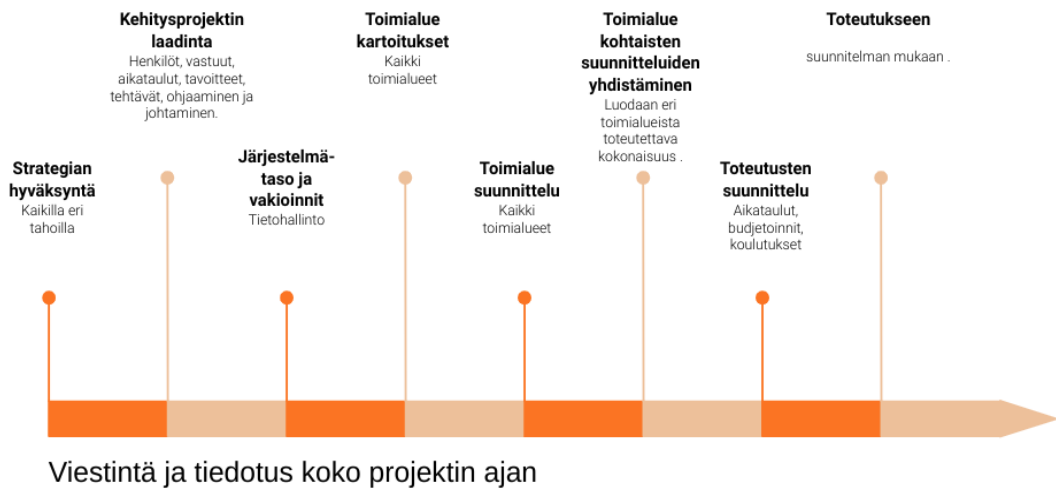 Kehitysprojektin
laadinta
Henkilöt, vastuut,
aikataulut, tavoitteet,
tehtävät, ohjaaminen ja
johtaminen.
Toimialue
kartoitukset
Kaikki
toimialueet
Toimialue
kohtaisten
suunnitteluiden
yhdistäminen
Luodaan eri
toimialueista
toteutettava
kokonaisuus .
Toteutukseen
suunnitelman mukaan .
Strategian
hyväksyntä
Kaikilla eri
tahoilla
Järjestelmä-
taso ja
vakioinnit
Tietohallinto
Toimialue
suunnittelu
Kaikki
toimialueet
Toteutusten
suunnittelu
Aikataulut,
budjetoinnit,
koulutukset
Viestintä ja tiedotus koko projektin ajan